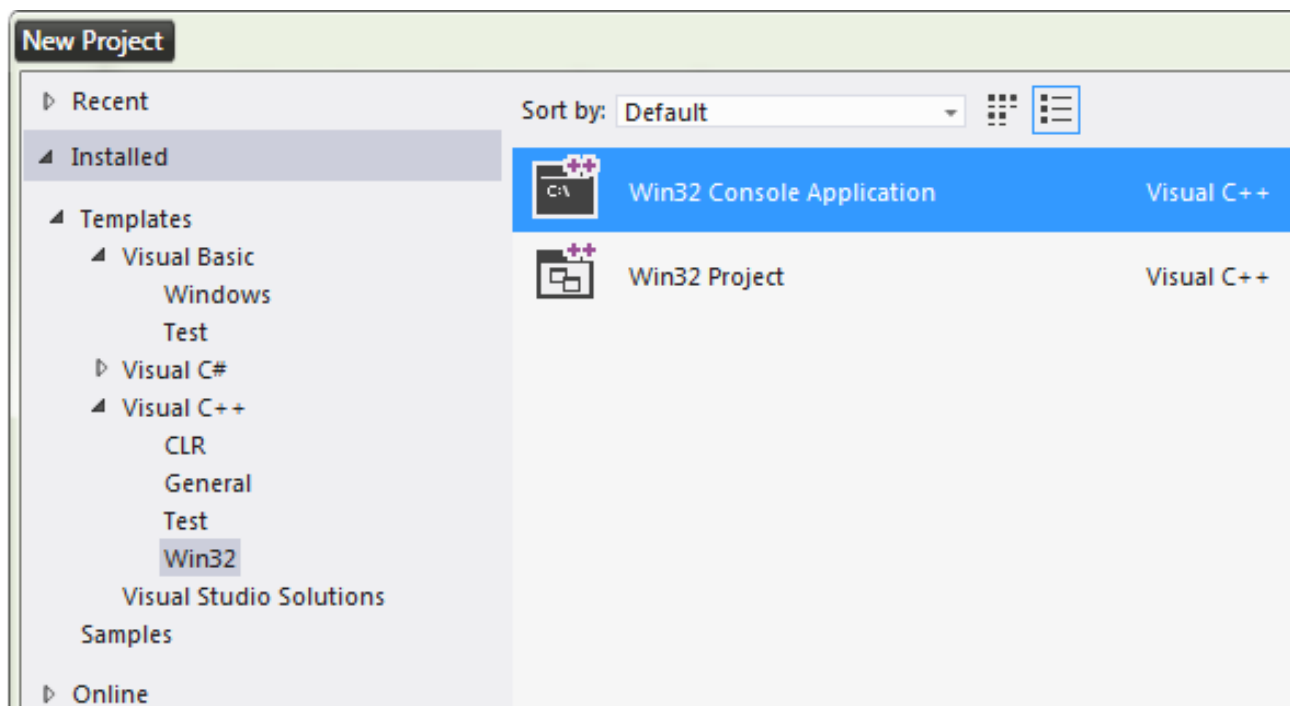 New Project
Recent
Installed
Templates
Visual Basic
Windows
Test
Visual C#
Visual C++
CLR
General
Test
Win32
Visual Studio Solutions
Samples
Online
Sort by: Default
C:\
Win32 Console Application Visual C++
Win32 Project Visual C++